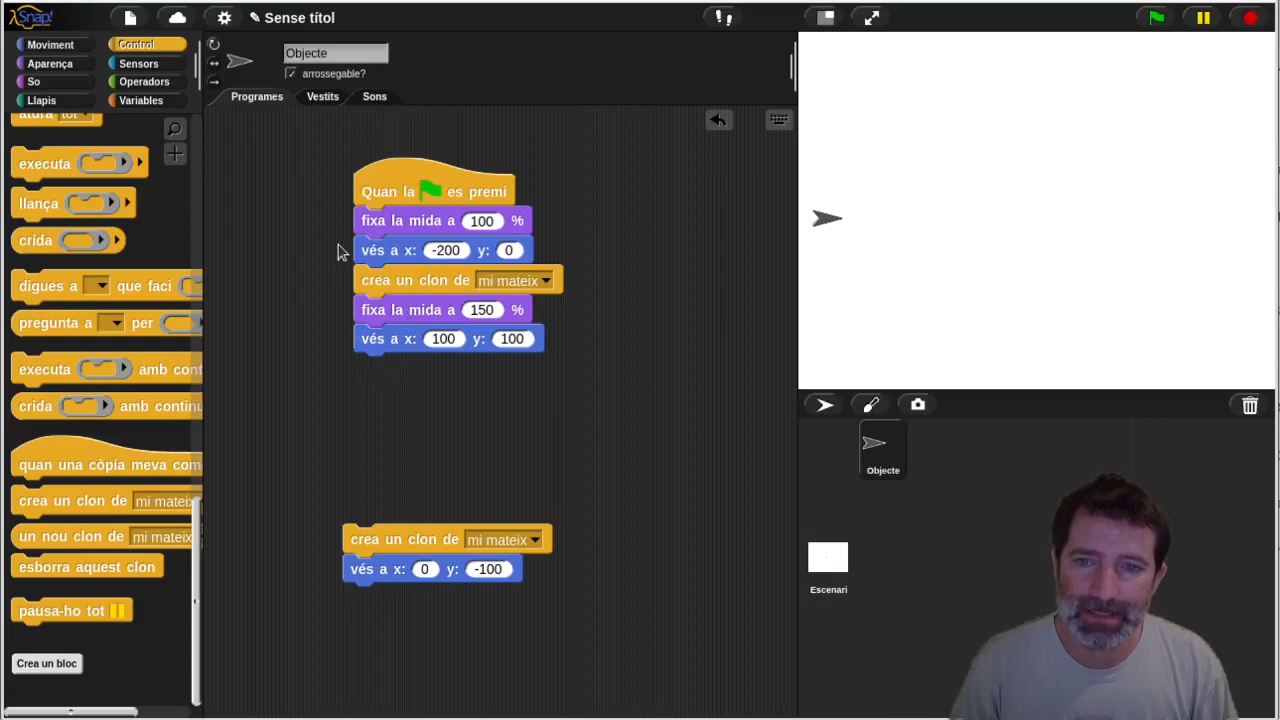 Snap!
Sense títol
Moviment
Control
Aparença
Sensors
So
Operadors
Llapis
Variables
Objecte
arrossegable?
Programes
Vestits
Sons
atura tot
executa
llança
crida
digues a que faci
pregunta a per
executa amb cont
crida amb continu
quan una còpia meva com
crea un clon de mi mateix
un nou clon de mi mateix
esborra aquest clon
pausa-ho tot
Crea un bloc
Quan la es premi
fixa la mida a 100 %
vés a x: -200 y: 0
crea un clon de mi mateix
fixa la mida a 150 %
vés a x: 100 y: 100
crea un clon de mi mateix
vés a x: 0 y: -100
Objecte
Escenari